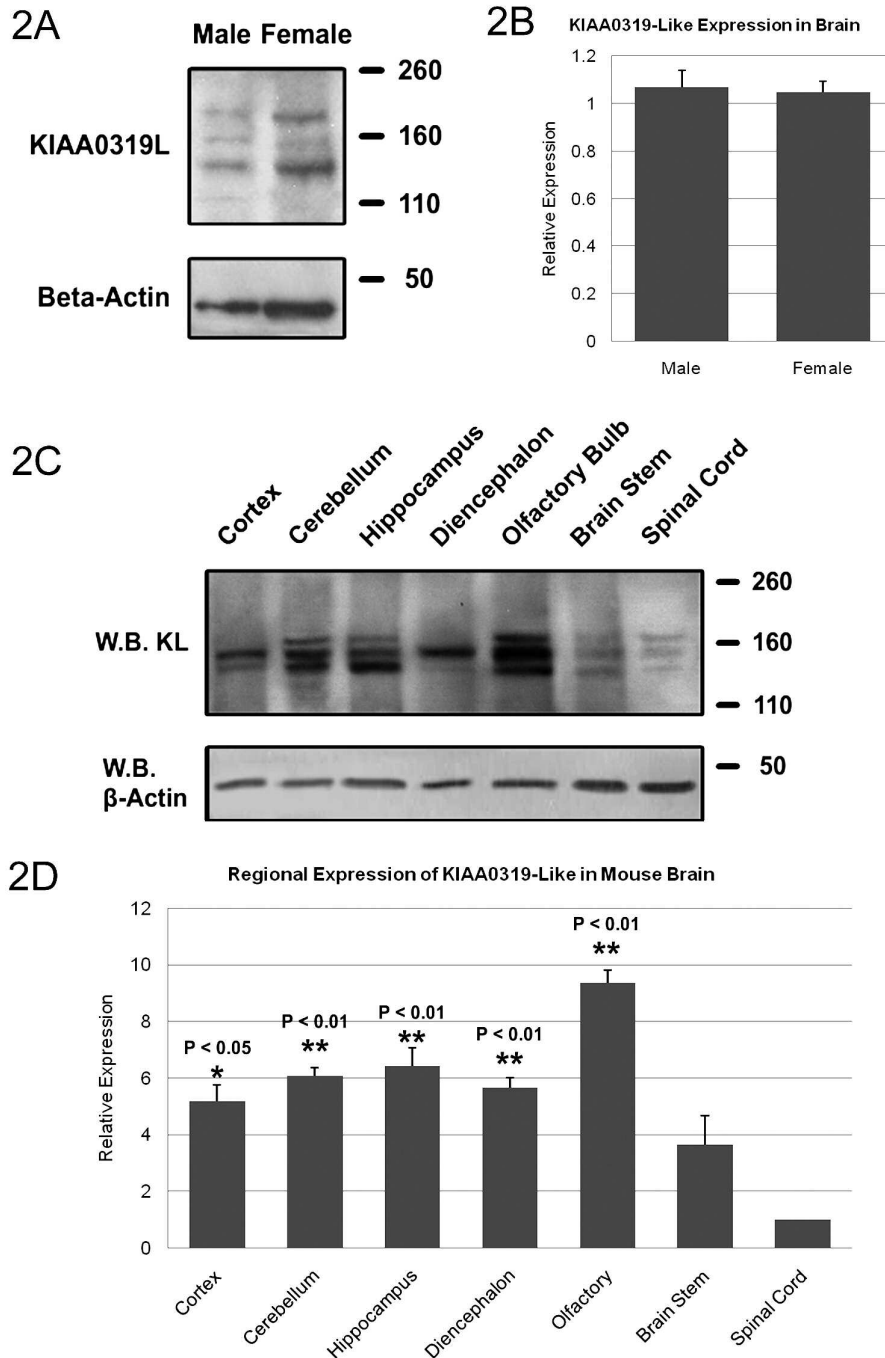 2A
Male Female
KIAA0319L
260
160
110
Beta-Actin
50
2B
KIAA0319-Like Expression in Brain
Relative Expression
1.2
1
0.8
0.6
0.4
0.2
0
Male
Female
2C
Cortex
Cerebellum
Hippocampus
Diencephalon
Olfactory Bulb
Brain Stem
Spinal Cord
W.B. KL
260
160
110
W.B.
β-Actin
50
2D
Regional Expression of KIAA0319-Like in Mouse Brain
Relative Expression
12
10
8
6
4
2
0
P < 0.05
*
P < 0.01
**
P < 0.01
**
P < 0.01
**
P < 0.01
**
Cortex
Cerebellum
Hippocampus
Diencephalon
Olfactory
Brain Stem
Spinal Cord